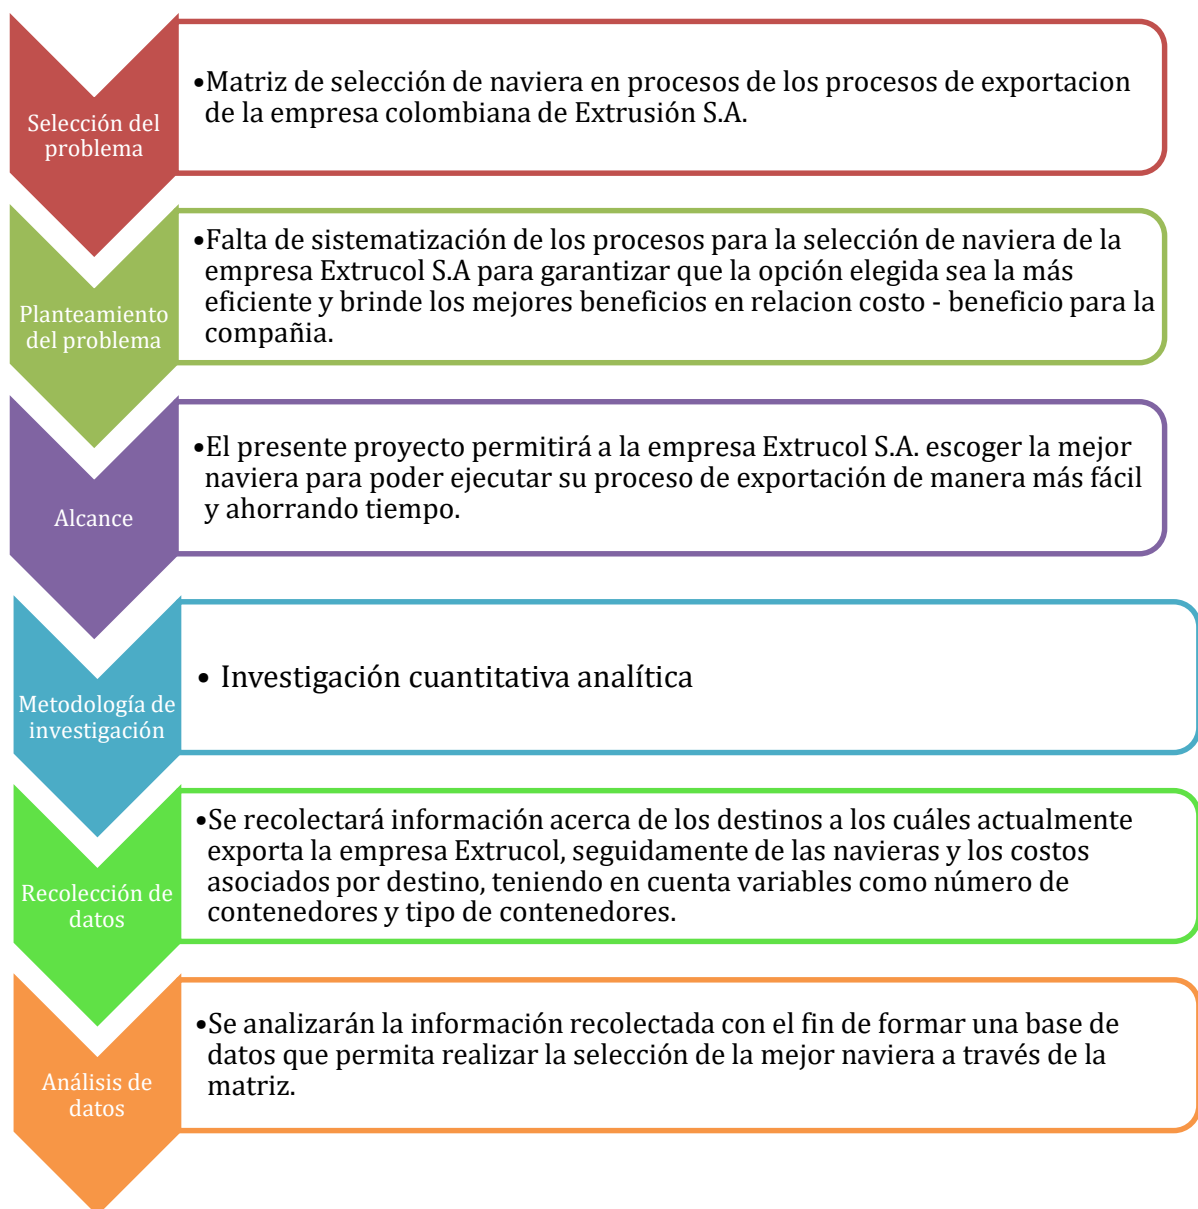 Selección del
problema
•Matriz de selección de naviera en procesos de los procesos de exportacion
de la empresa colombiana de Extrusión S.A.
Planteamiento
del problema
•Falta de sistematización de los procesos para la selección de naviera de la
empresa Extrucol S.A para garantizar que la opción elegida sea la más
eficiente y brinde los mejores beneficios en relacion costo - beneficio para la
compañia.
Alcance
•El presente proyecto permitirá a la empresa Extrucol S.A. escoger la mejor
naviera para poder ejecutar su proceso de exportación de manera más fácil
y ahorrando tiempo.
Metodología de
investigación
• Investigación cuantitativa analítica
Recolección de
datos
•Se recolectará información acerca de los destinos a los cuáles actualmente
exporta la empresa Extrucol, seguidamente de las navieras y los costos
asociados por destino, teniendo en cuenta variables como número de
contenedores y tipo de contenedores.
Análisis de
datos
•Se analizarán la información recolectada con el fin de formar una base de
datos que permita realizar la selección de la mejor naviera a través de la
matriz.